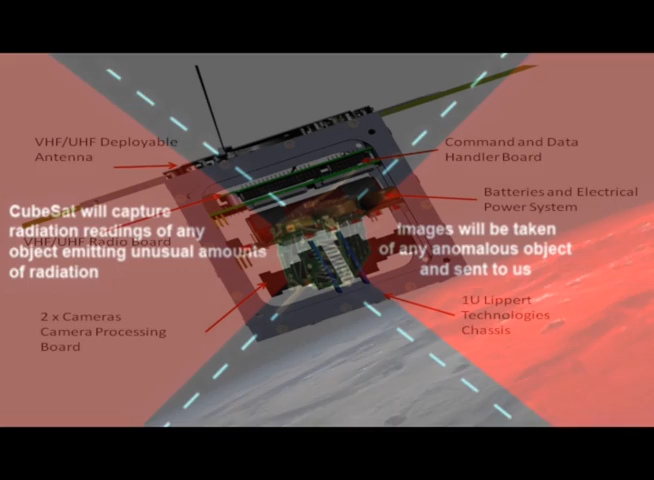 VHF/UHF Deployable
Antenna
Command and Data
Handler Board
Batteries and Electrical
Power System
CubeSat will capture
radiation readings of any
object emitting unusual amounts
of radiation
VHF/UHF Radio Board
Images will be taken
of any anomalous object
and sent to us
2 x Cameras
Camera Processing
Board
1U Lippert
Technologies
Chassis